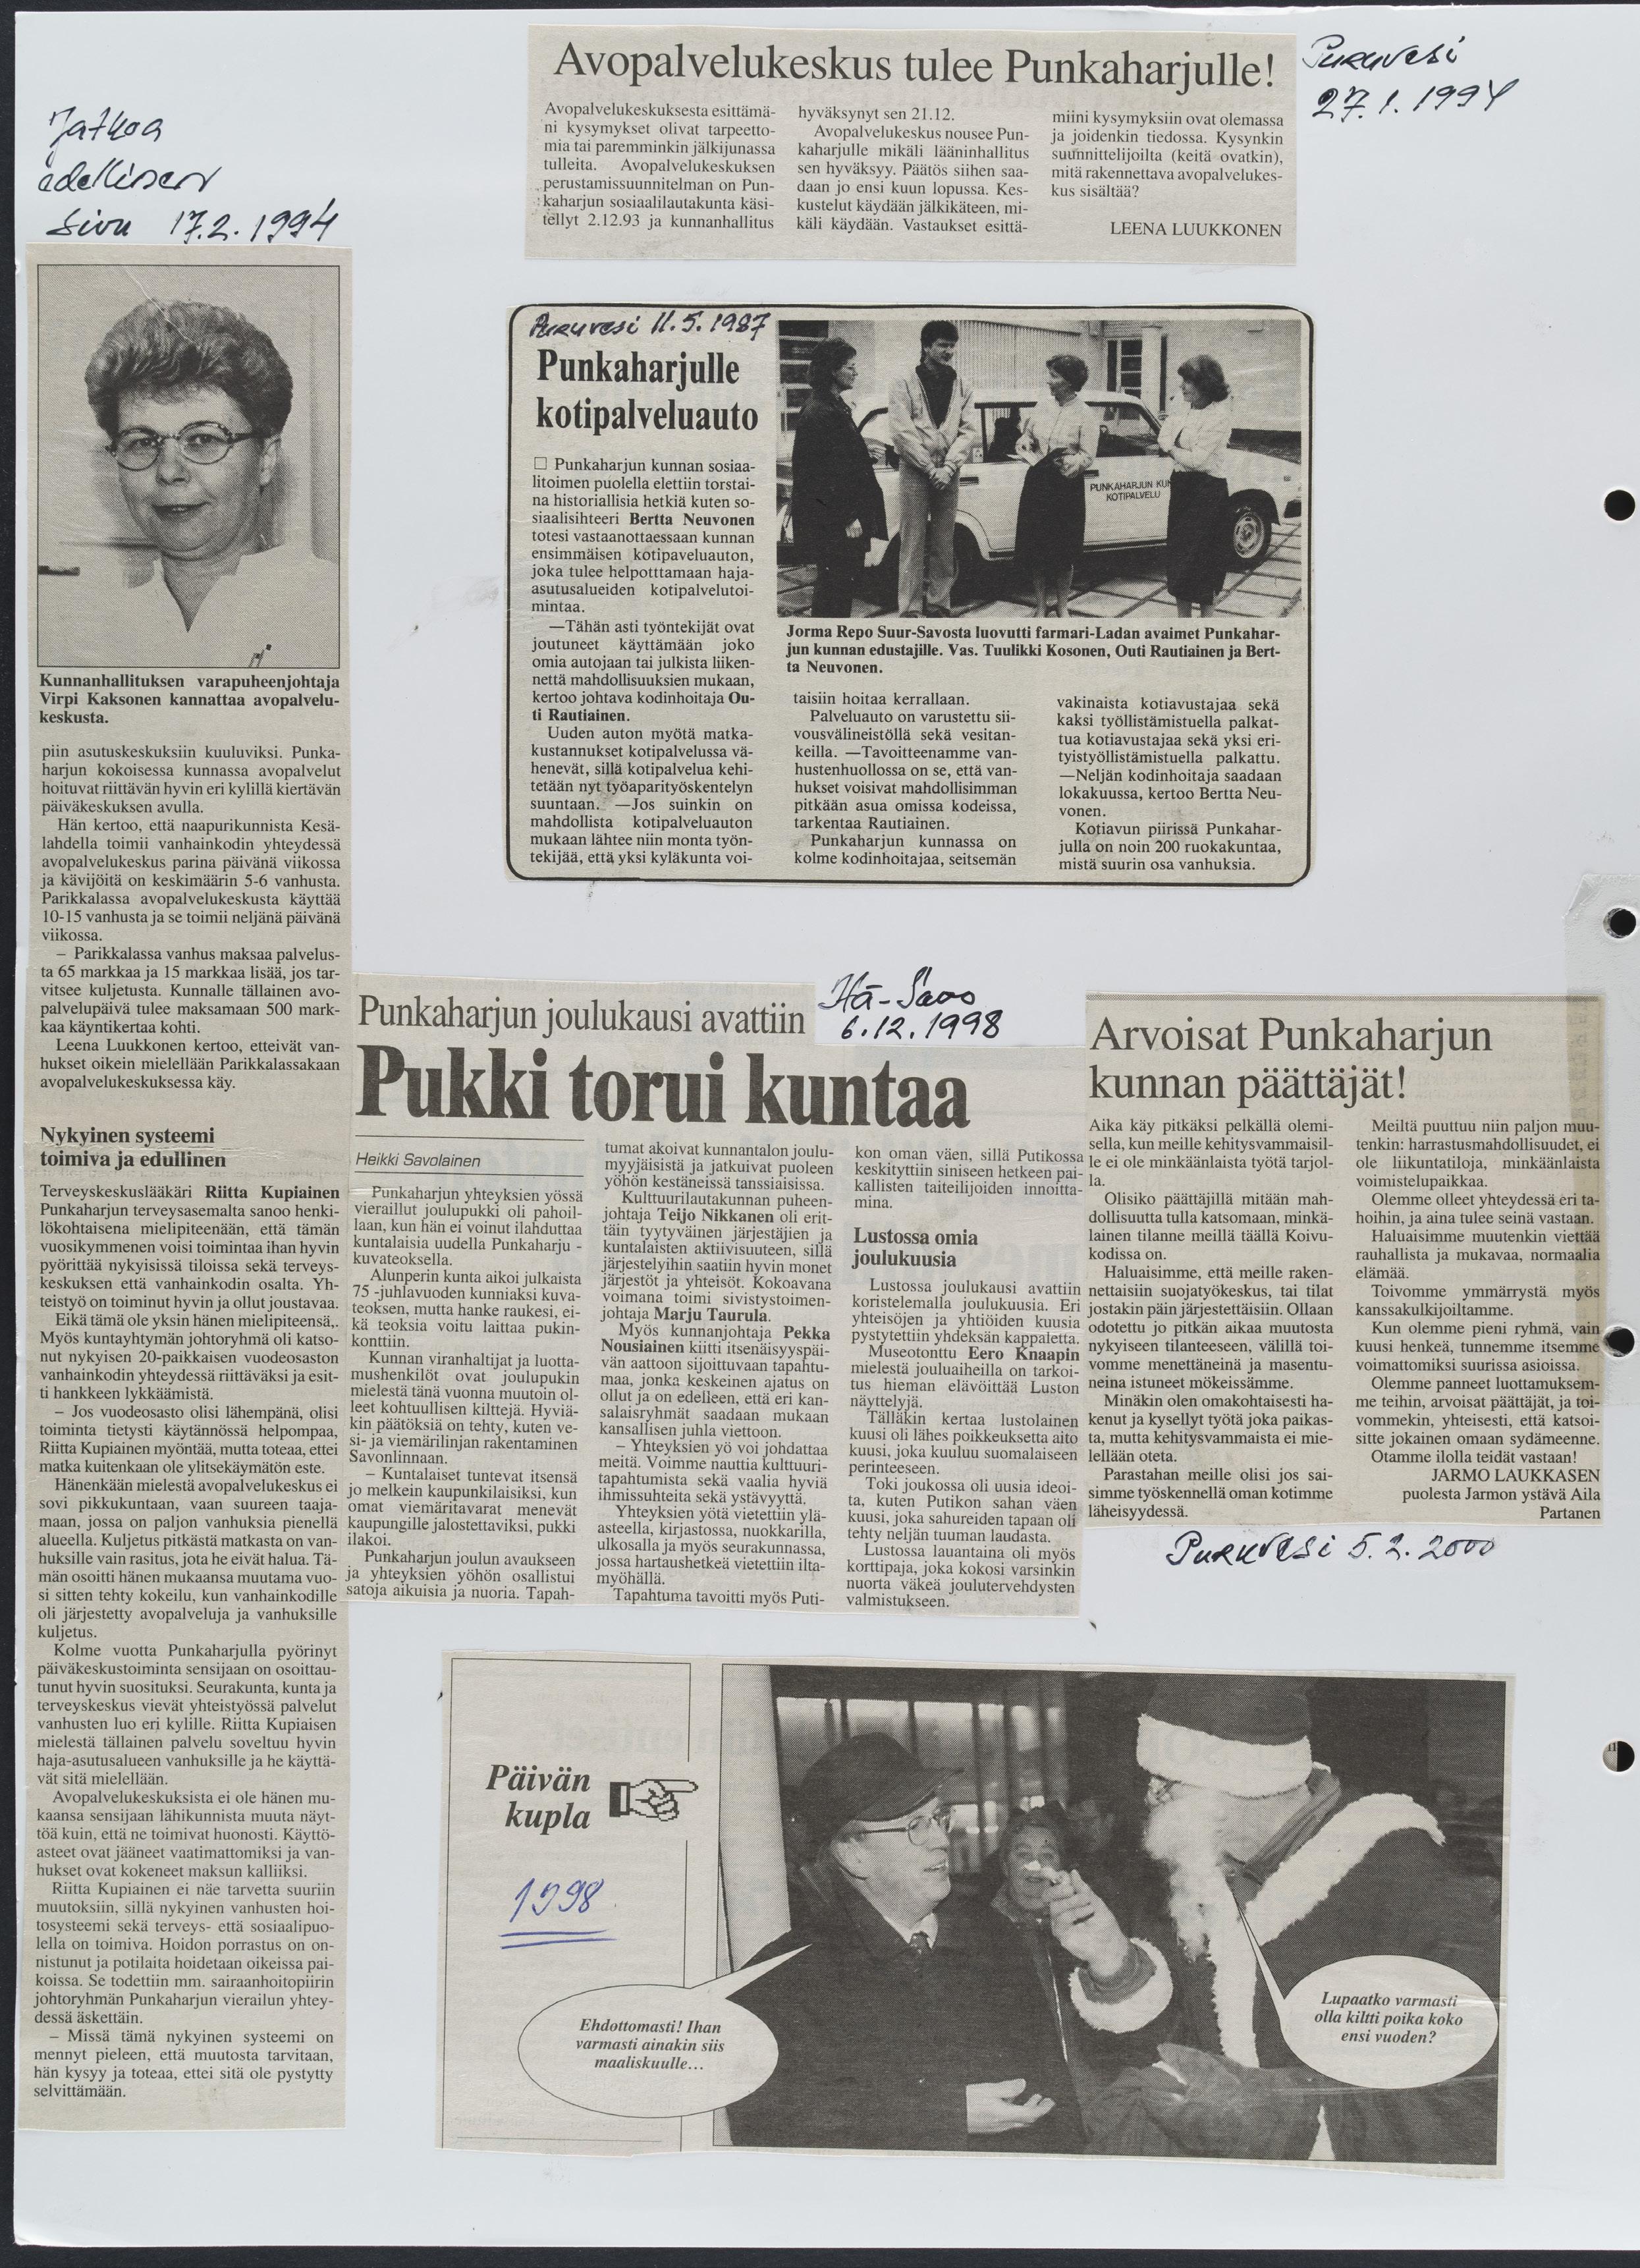 Jatkoa
edellinen
sivu 17.2.1994
Kunnanhallituksen varapuheenjohtaja
Virpi Kaksonen kannattaa avopalvelu-
keskusta.
piin asutuskeskuksiin kuuluviksi. Punka-
harjun kokoisessa kunnassa avopalvelut
hoituvat riittävän hyvin eri kylillä kiertävän
päiväkeskuksen avulla.
Hän kertoo, että naapurikunnista Kesä-
lahdella toimii vanhainkodin yhteydessä
avopalvelukeskus parina päivänä viikossa
ja kävijöitä on keskimäärin 5-6 vanhusta.
Parikkalassa avopalvelukeskusta käyttää
10-15 vanhusta ja se toimii neljänä päivänä
viikossa.
– Parikkalassa vanhus maksaa palvelus-
ta 65 markkaa ja 15 markkaa lisää, jos tar-
vitsee kuljetusta. Kunnalle tällainen avo-
palvelupäivä tulee maksamaan 500 mark-
kaa käyntikertaa kohti.
Leena Luukkonen kertoo, etteivät van-
hukset oikein mielellään Parikkalassakaan
avopalvelukeskuksessa käy.
Nykyinen systeemi
toimiva ja edullinen
Terveyskeskuslääkäri Riitta Kupiainen
Punkaharjun terveysasemalta sanoo henki-
lökohtaisena mielipiteenään, että tämän
vuosikymmenen voisi toimintaa ihan hyvin
pyörittää nykyisissä tiloissa sekä terveys-
keskuksen että vanhainkodin osalta. Yh-
teistyö on toiminut hyvin ja ollut joustavaa.
Eikä tämä ole yksin hänen mielipiteensä,.
Myös kuntayhtymän johtoryhmä oli katso-
nut nykyisen 20-paikkaisen vuodeosaston
vanhainkodin yhteydessä riittäväksi ja esit-
ti hankkeen lykkäämistä.
– Jos vuodeosasto olisi lähempänä, olisi
toiminta tietysti käytännössä helpompaa,
Riitta Kupiainen myöntää, mutta toteaa, ettei
matka kuitenkaan ole ylitsekäymätön este.
Hänenkään mielestä avopalvelukeskus ei
sovi pikkukuntaan, vaan suureen taaja-
maan, jossa on paljon vanhuksia pienellä
alueella. Kuljetus pitkästä matkasta on van-
huksille vain rasitus, jota he eivät halua. Tä-
män osoitti hänen mukaansa muutama vuo-
si sitten tehty kokeilu, kun vanhainkodille
oli järjestetty avopalveluja ja vanhuksille
kuljetus.
Kolme vuotta Punkaharjulla pyörinyt
päiväkeskustoiminta sensijaan on osoittau-
tunut hyvin suosituksi. Seurakunta, kunta ja
terveyskeskus vievät yhteistyössä palvelut
vanhusten luo eri kylille. Riitta Kupiaisen
mielestä tällainen palvelu soveltuu hyvin
haja-asutusalueen vanhuksille ja he käyttä-
vät sitä mielellään.
Avopalvelukeskuksista ei ole hänen mu-
kaansa sensijaan lähikunnista muuta näyt-
töä kuin, että ne toimivat huonosti. Käyttö-
asteet ovat jääneet vaatimattomiksi ja van-
hukset ovat kokeneet maksun kalliiksi.
Riitta Kupiainen ei näe tarvetta suuriin
muutoksiin, sillä nykyinen vanhusten hoi-
tosysteemi sekä terveys- että sosiaalipuo-
lella on toimiva. Hoidon porrastus on on-
nistunut ja potilaita hoidetaan oikeissa pai-
koissa. Se todettiin mm. sairaanhoitopiirin
johtoryhmän Punkaharjun vierailun yhtey-
dessä äskettäin.
– Missä tämä nykyinen systeemi on
mennyt pieleen, että muutosta tarvitaan,
hän kysyy ja toteaa, ettei sitä ole pystytty
selvittämään.
Avopalvelukeskus tulee Punkaharjulle!
Puruvesi
27.1.1994
Avopalvelukeskuksesta esittämä-
ni kysymykset olivat tarpeetto-
mia tai paremminkin jälkijunassa
tulleita. Avopalvelukeskuksen
perustamissuunnitelman on Pun-
kaharjun sosiaalilautakunta käsi-
tellyt 2.12.93 ja kunnanhallitus
hyväksynyt sen 21.12.
Avopalvelukeskus nousee Pun-
kaharjulle mikäli lääninhallitus
sen hyväksyy. Päätös siihen saa-
daan jo ensi kuun lopussa. Kes-
kustelut käydään jälkikäteen, mi-
käli käydään. Vastaukset esittä-
miini kysymyksiin ovat olemassa
ja joidenkin tiedossa. Kysynkin
suunnittelijoilta (keitä ovatkin),
mitä rakennettava avopalvelukes-
kus sisältää?
LEENA LUUKKONEN
Puruvesi 11.5.1987
Punkaharjulle
kotipalveluauto
□ Punkaharjun kunnan sosiaa-
litoimen puolella elettiin torstai-
na historiallisia hetkiä kuten so-
siaalisihteeri Bertta Neuvonen
totesi vastaanottaessaan kunnan
ensimmäisen kotipaveluauton,
joka tulee helpotttamaan haja-
asutusalueiden kotipalvelutoi-
mintaa.
—Tähän asti työntekijät ovat
joutuneet käyttämään joko
omia autojaan tai julkista liiken-
nettä mahdollisuuksien mukaan,
kertoo johtava kodinhoitaja Ou-
ti Rautiainen.
Uuden auton myötä matka-
kustannukset kotipalvelussa vä-
henevät, sillä kotipalvelua kehi-
tetään nyt työaparityöskentelyn
suuntaan. —Jos suinkin on
mahdollista kotipalveluauton
mukaan lähtee niin monta työn-
tekijää, että yksi kyläkunta voi-
PUNKAHARJUN KUN
KOTIPALVELU
Jorma Repo Suur-Savosta luovutti farmari-Ladan avaimet Punkahar-
jun kunnan edustajille. Vas. Tuulikki Kosonen, Outi Rautiainen ja Bert-
ta Neuvonen.
taisiin hoitaa kerrallaan.
Palveluauto on varustettu sii-
vousvälineistöllä sekä vesitan-
keilla. —Tavoitteenamme van-
hustenhuollossa on se, että van-
hukset voisivat mahdollisimman
pitkään asua omissa kodeissa,
tarkentaa Rautiainen.
Punkaharjun kunnassa on
kolme kodinhoitajaa, seitsemän
vakinaista kotiavustajaa sekä
kaksi työllistämistuella palkat-
tua kotiavustajaa sekä yksi eri-
tyistyöllistämistuella palkattu.
—Neljän kodinhoitaja saadaan
lokakuussa, kertoo Bertta Neu-
vonen.
Kotiavun piirissä Punkahar-
julla on noin 200 ruokakuntaa,
mistä suurin osa vanhuksia.
Punkaharjun joulukausi avattiin
Itä-Savo
6.12.1998
Pukki torui kuntaa
Heikki Savolainen
Punkaharjun yhteyksien yössä
vieraillut joulupukki oli pahoil-
laan, kun hän ei voinut ilahduttaa
kuntalaisia uudella Punkaharju -
kuvateoksella.
Alunperin kunta aikoi julkaista
75 -juhlavuoden kunniaksi kuva-
teoksen, mutta hanke raukesi, ei-
kä teoksia voitu laittaa pukin-
konttiin.
Kunnan viranhaltijat ja luotta-
mushenkilöt ovat joulupukin
mielestä tänä vuonna muutoin ol-
leet kohtuullisen kilttejä. Hyviä-
kin päätöksiä on tehty, kuten ve-
si- ja viemärilinjan rakentaminen
Savonlinnaan.
– Kuntalaiset tuntevat itsensä
jo melkein kaupunkilaisiksi, kun
omat viemäritavarat menevät
kaupungille jalostettaviksi, pukki
ilakoi.
Punkaharjun joulun avaukseen
ja yhteyksien yöhön osallistui
satoja aikuisia ja nuoria. Tapah-
tumat akoivat kunnantalon joulu-
myyjäisistä ja jatkuivat puoleen
yöhön kestäneissä tanssiaisissa.
Kulttuurilautakunnan puheen-
johtaja Teijo Nikkanen oli erit-
täin tyytyväinen järjestäjien ja
kuntalaisten aktiivisuuteen, sillä
järjestelyihin saatiin hyvin monet
järjestöt ja yhteisöt. Kokoavana
voimana toimi sivistystoimen-
johtaja Marju Taurula.
Myös kunnanjohtaja Pekka
Nousiainen kiitti itsenäisyyspäi-
vän aattoon sijoittuvaan tapahtu-
maa, jonka keskeinen ajatus on
ollut ja on edelleen, että eri kan-
salaisryhmät saadaan mukaan
kansallisen juhla viettoon.
– Yhteyksien yö voi johdattaa
meitä. Voimme nauttia kulttuuri-
tapahtumista sekä vaalia hyviä
ihmissuhteita sekä ystävyyttä.
Yhteyksien yötä vietettiin ylä-
asteella, kirjastossa, nuokkarilla,
ulkosalla ja myös seurakunnassa,
jossa hartaushetkeä vietettiin ilta-
myöhällä.
Tapahtuma tavoitti myös Puti-
kon oman väen, sillä Putikossa
keskityttiin siniseen hetkeen pai-
kallisten taiteilijoiden innoitta-
mina.
Lustossa omia
joulukuusia
Lustossa joulukausi avattiin
koristelemalla joulukuusia. Eri
yhteisöjen ja yhtiöiden kuusia
pystytettiin yhdeksän kappaletta.
Museotonttu Eero Knaapin
mielestä jouluaiheilla on tarkoi-
tus hieman elävöittää Luston
näyttelyjä.
Tälläkin kertaa lustolainen
kuusi oli lähes poikkeuksetta aito
kuusi, joka kuuluu suomalaiseen
perinteeseen.
Toki joukossa oli uusia ideoi-
ta, kuten Putikon sahan väen
kuusi, joka sahureiden tapaan oli
tehty neljän tuuman laudasta.
Lustossa lauantaina oli myös
korttipaja, joka kokosi varsinkin
nuorta väkeä joulutervehdysten
valmistukseen.
Arvoisat Punkaharjun
kunnan päättäjät!
Aika käy pitkäksi pelkällä olemi-
sella, kun meille kehitysvammaisil-
le ei ole minkäänlaista työtä tarjol-
la.
Olisiko päättäjillä mitään mah-
dollisuutta tulla katsomaan, minkä-
lainen tilanne meillä täällä Koivu-
kodissa on.
Haluaisimme, että meille raken-
nettaisiin suojatyökeskus, tai tilat
jostakin päin järjestettäisiin. Ollaan
odotettu jo pitkän aikaa muutosta
nykyiseen tilanteeseen, välillä toi-
vomme menettäneinä ja masentu-
neina istuneet mökeissämme.
Minäkin olen omakohtaisesti ha-
kenut ja kysellyt työtä joka paikas-
ta, mutta kehitysvammaista ei mie-
lellään oteta.
Parastahan meille olisi jos sai-
simme työskennellä oman kotimme
läheisyydessä.
Meiltä puuttuu niin paljon muu-
tenkin: harrastusmahdollisuudet, ei
ole liikuntatiloja, minkäänlaista
voimistelupaikkaa.
Olemme olleet yhteydessä eri ta-
hoihin, ja aina tulee seinä vastaan.
Haluaisimme muutenkin viettää
rauhallista ja mukavaa, normaalia
elämää.
Toivomme ymmärrystä myös
kanssakulkijoiltamme.
Kun olemme pieni ryhmä, vain
kuusi henkeä, tunnemme itsemme
voimattomiksi suurissa asioissa.
Olemme panneet luottamuksem-
me teihin, arvoisat päättäjät, ja toi-
vommekin, yhteisesti, että katsoi-
sitte jokainen omaan sydämeenne.
Otamme ilolla teidät vastaan!
JARMO LAUKKASEN
puolesta Jarmon ystävä Aila
Partanen
Puruvesi 5.2.2000
Päivän
kupla
1998
Ehdottomasti! Ihan
varmasti ainakin siis
maaliskuulle...
Lupaatko varmasti
olla kiltti poika koko
ensi vuoden?